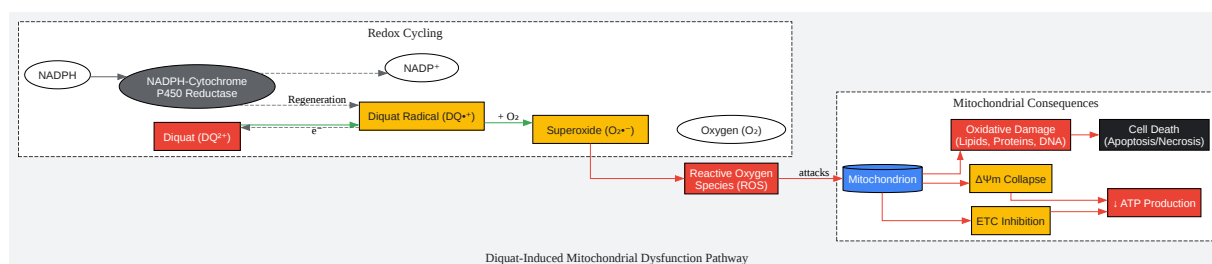 Redox Cycling
NADPH
NADPH-Cytochrome
P450 Reductase
NADP⁺
Regeneration
Diquat (DQ²⁺)
e⁻
Diquat Radical (DQ•⁺)
+ O₂
Superoxide (O₂•⁻)
Oxygen (O₂)
Reactive Oxygen
Species (ROS)
attacks
Mitochondrial Consequences
Mitochondrion
Oxidative Damage
(Lipids, Proteins, DNA)
Cell Death
(Apoptosis/Necrosis)
ΔΨm Collapse
ETC Inhibition
↓ ATP Production
Diquat-Induced Mitochondrial Dysfunction Pathway